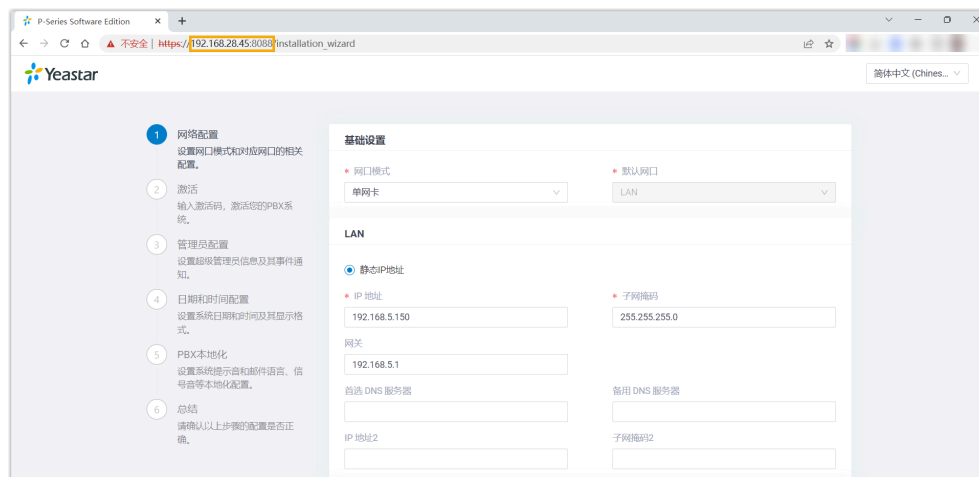 P-Series Software Edition
不安全 | https://192.168.28.45:8088/installation_wizard
Yeastar
简体中文 (Chines...
1 网络配置
设置网口模式和对应网口的相关
配置。
2 激活
输入激活码，激活您的PBX系
统。
3 管理员配置
设置超级管理员信息及其事件通
知。
4 日期和时间配置
设置系统日期和时间及其显示格
式。
5 PBX本地化
设置系统提示音和邮件语言、信
号音等本地化配置。
6 总结
请确认以上步骤的配置是否正
确。
基础设置
* 网口模式
* 默认网口
单网卡
LAN
LAN
静态IP地址
* IP 地址
* 子网掩码
192.168.5.150
255.255.255.0
网关
192.168.5.1
首选 DNS 服务器
备用 DNS 服务器
IP 地址2
子网掩码2